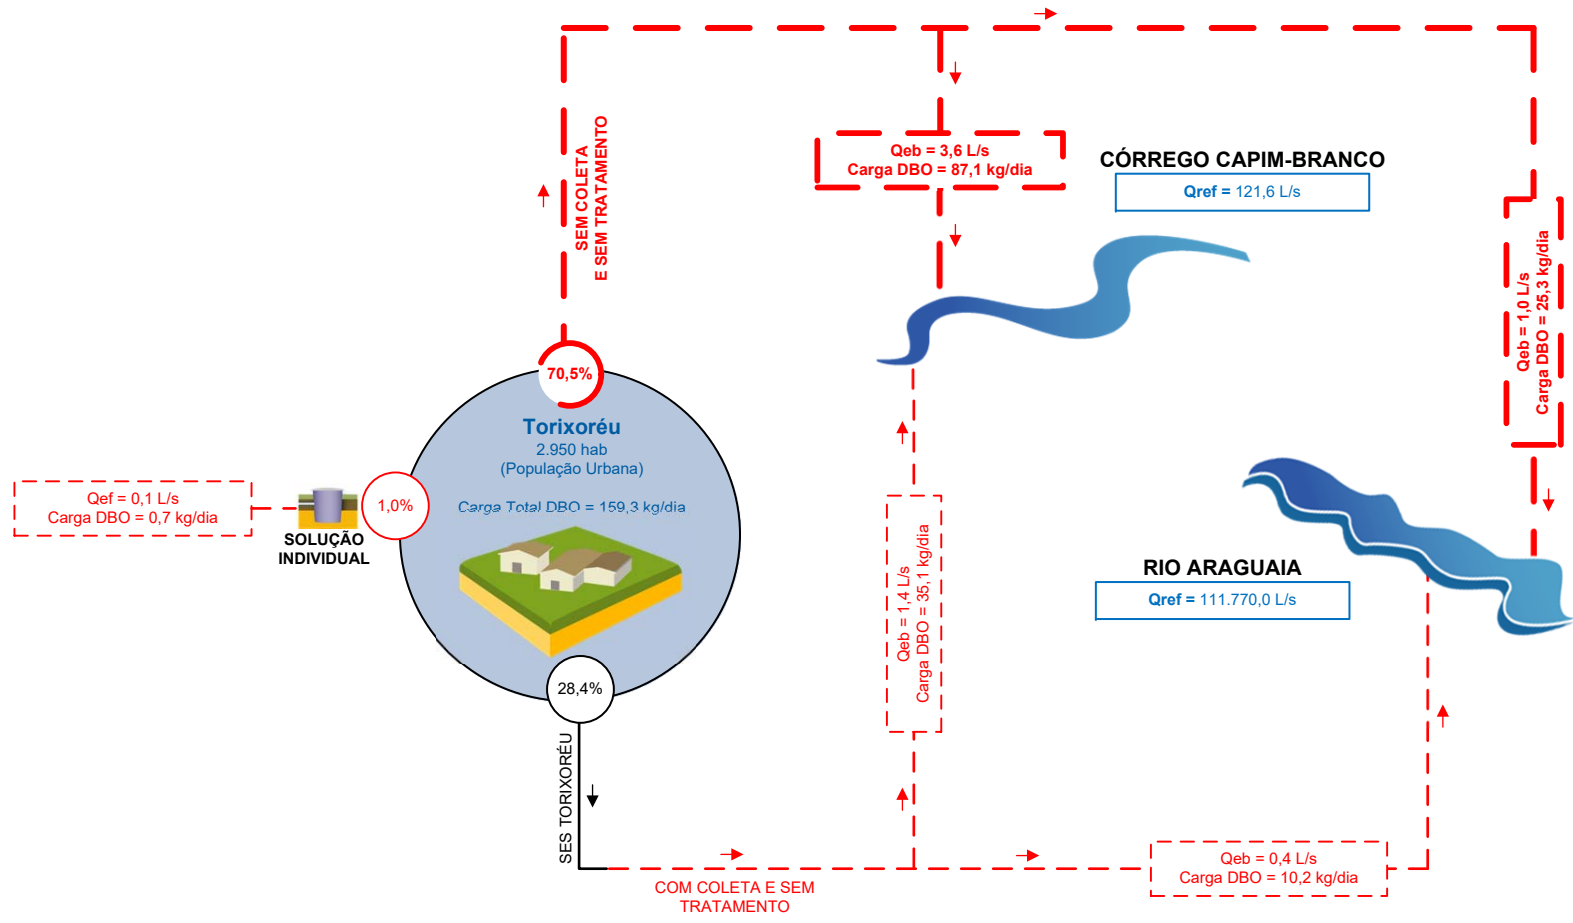 SEM COLETA
E SEM TRATAMENTO
Qeb = 3,6 L/s
Carga DBO = 87,1 kg/dia
CÓRREGO CAPIM-BRANCO
Qref = 121,6 L/s
Qeb = 1,0 L/s
Carga DBO = 25,3 kg/dia
70,5%
Torixoréu
2.950 hab
(População Urbana)
Carga Total DBO = 159,3 kg/dia
Qef = 0,1 L/s
Carga DBO = 0,7 kg/dia
1,0%
SOLUÇÃO
INDIVIDUAL
Qeb = 1,4 L/s
Carga DBO = 35,1 kg/dia
RIO ARAGUAIA
Qref = 111.770,0 L/s
28,4%
SES TORIXORÉU
COM COLETA E SEM
TRATAMENTO
Qeb = 0,4 L/s
Carga DBO = 10,2 kg/dia